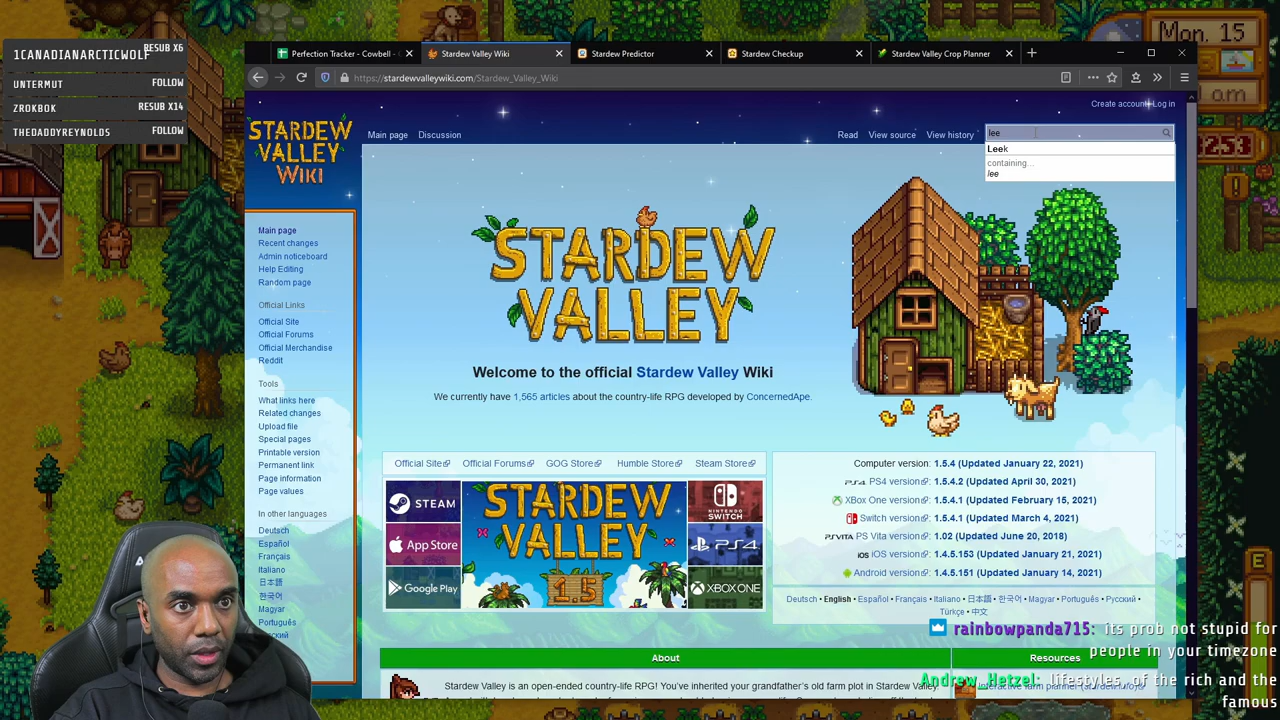 1CANADIANARCTICWOLF RESUB X6
UNTERMUT FOLLOW
ZROKBOK RESUB X14
THEDADDYREYNOLDS FOLLOW
Mon. 15
Perfection Tracker - Cowbell -
Stardew Valley Wiki
Stardew Predictor
Stardew Checkup
Stardew Valley Crop Planner
https://stardewvalleywiki.com/Stardew_Valley_Wiki
Create account Log in
STARDEW
VALLEY
WIKI
Main page Discussion
Read View source View history
lee
Leek
containing...
lee
Main page
Recent changes
Admin noticeboard
Help Editing
Random page
Official Links
Official Site
Official Forums
Official Merchandise
Reddit
Tools
What links here
Related changes
Upload file
Special pages
Printable version
Permanent link
Page information
Page values
In other languages
Deutsch
Español
Français
Italiano
日本語
한국어
Magyar
Português
STARDEW
VALLEY
Welcome to the official Stardew Valley Wiki
We currently have 1,565 articles about the country-life RPG developed by ConcernedApe.
Official Site Official Forums GOG Store Humble Store Steam Store
STEAM
App Store
Google Play
STARDEW
VALLEY
1.5
NINTENDO
SWITCH
PS4
XBOX ONE
Computer version: 1.5.4 (Updated January 22, 2021)
PS4 version: 1.5.4.2 (Updated April 30, 2021)
XBox One version: 1.5.4.1 (Updated February 15, 2021)
Switch version: 1.5.4.1 (Updated March 4, 2021)
PSVITA PS Vita version: 1.02 (Updated June 20, 2018)
iOS iOS version: 1.4.5.153 (Updated January 21, 2021)
Android version: 1.4.5.151 (Updated January 14, 2021)
Deutsch • English • Español • Français • Italiano • 日本語 • 한국어 • Magyar • Português • Русский •
Türkçe • 中文
About
Resources
Stardew Valley is an open-ended country-life RPG! You've inherited your grandfather's old farm plot in Stardew Valley.
Interactive farm planner (stardew.info)
E
rainbowpanda715: its prob not stupid for
people in your timezone
Andrew_Hetzel: lifestyles of the rich and the
famous